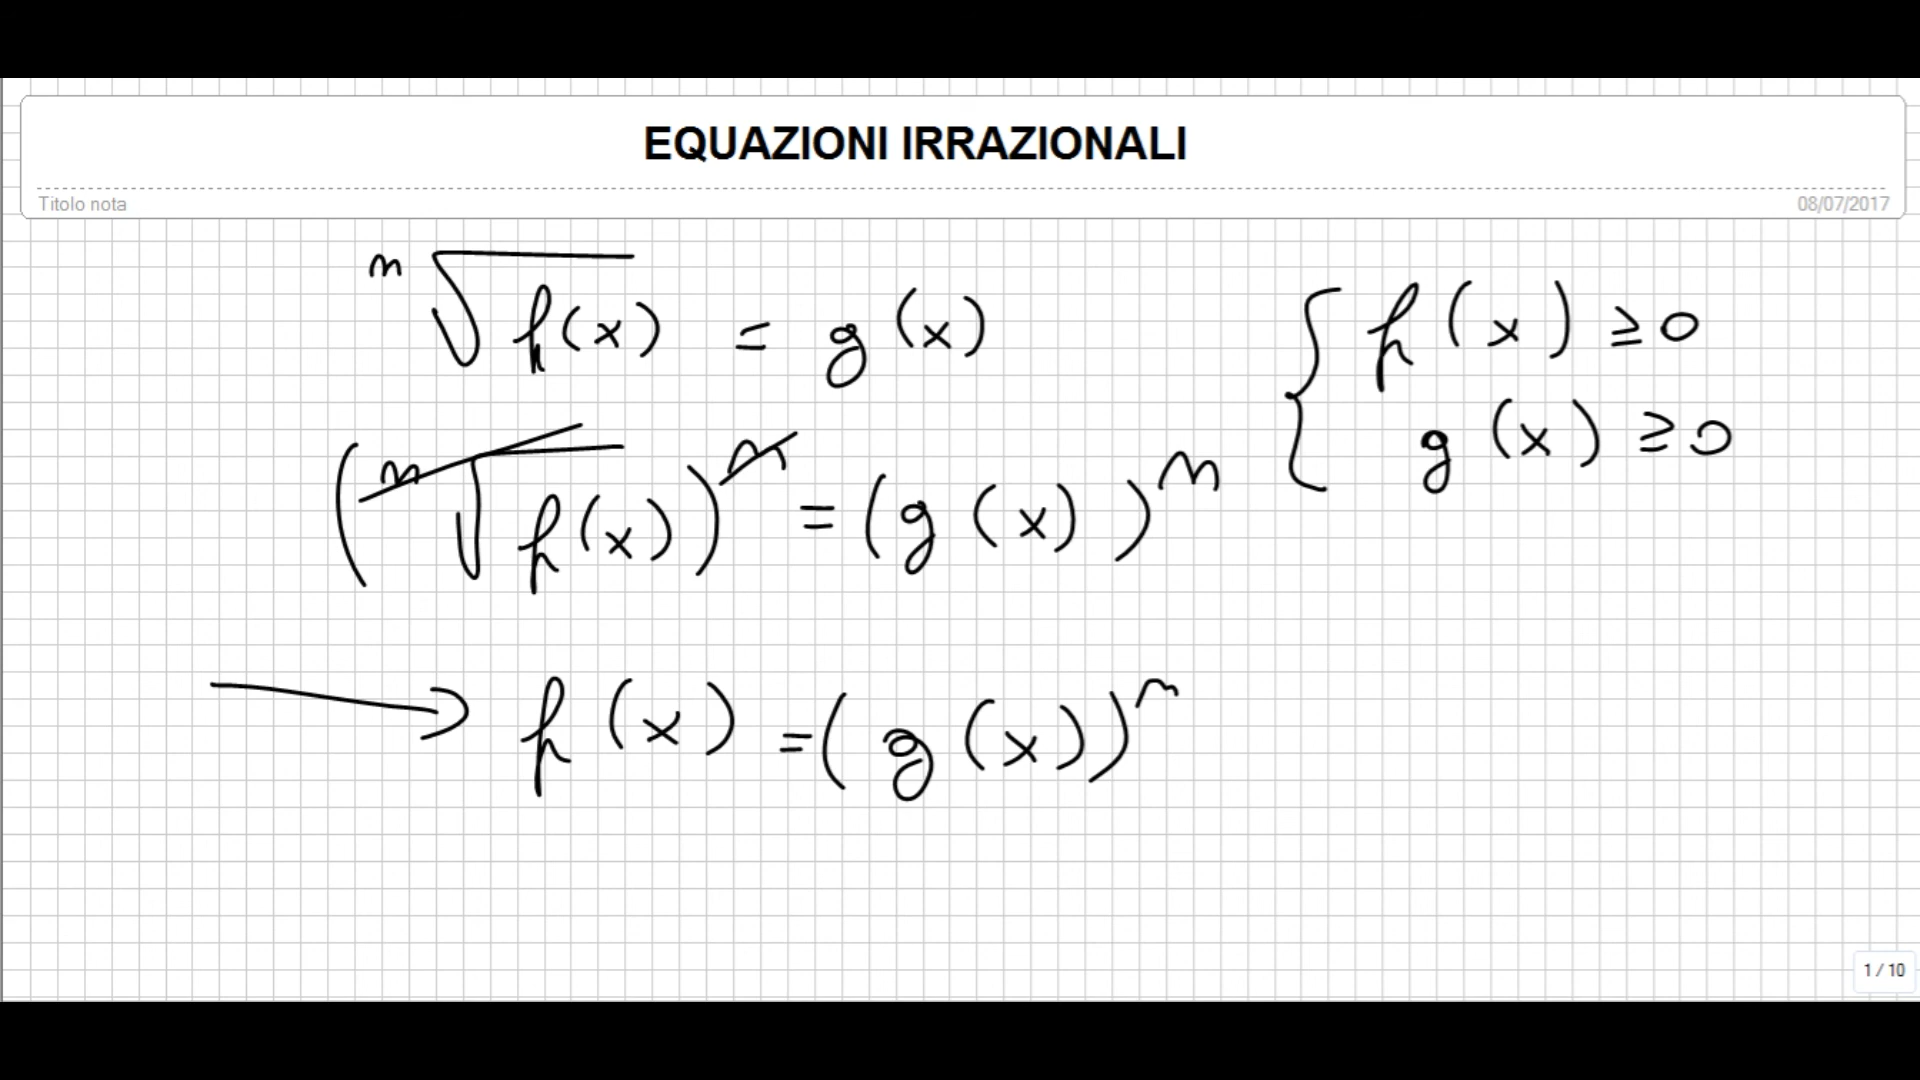 EQUAZIONI IRRAZIONALI
Titolo nota
08/07/2017
ⁿ√f(x) = g(x)
{ f(x) ≥ 0
g(x) ≥ 0
(ⁿ√f(x))ⁿ = (g(x))ⁿ
→ f(x) = (g(x))ⁿ
1 / 10